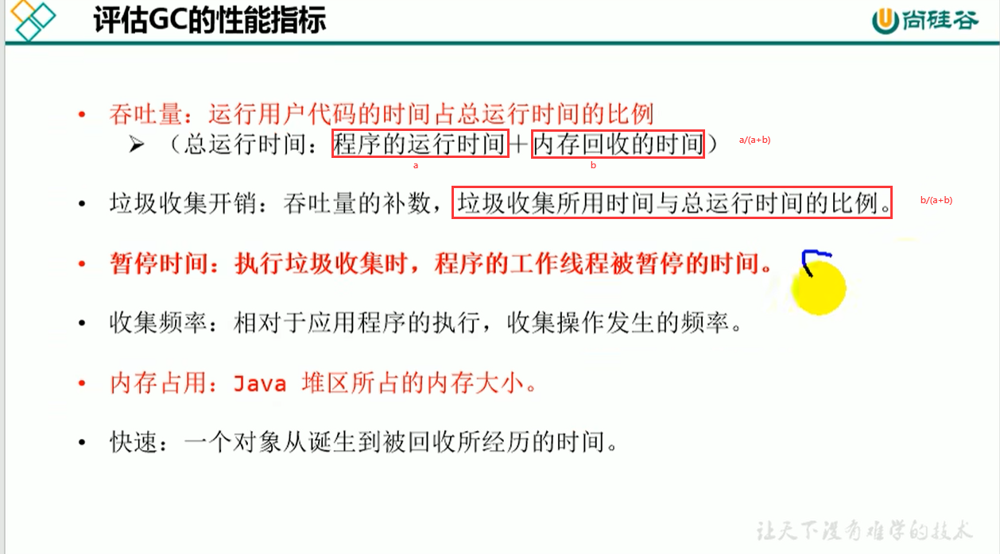 评估GC的性能指标
尚硅谷
• 吞吐量：运行用户代码的时间占总运行时间的比例
➢ （总运行时间：程序的运行时间＋内存回收的时间） a/(a+b)
a b
• 垃圾收集开销：吞吐量的补数，垃圾收集所用时间与总运行时间的比例。 b/(a+b)
• 暂停时间：执行垃圾收集时，程序的工作线程被暂停的时间。
• 收集频率：相对于应用程序的执行，收集操作发生的频率。
• 内存占用：Java 堆区所占的内存大小。
• 快速：一个对象从诞生到被回收所经历的时间。
让天下没有难学的技术